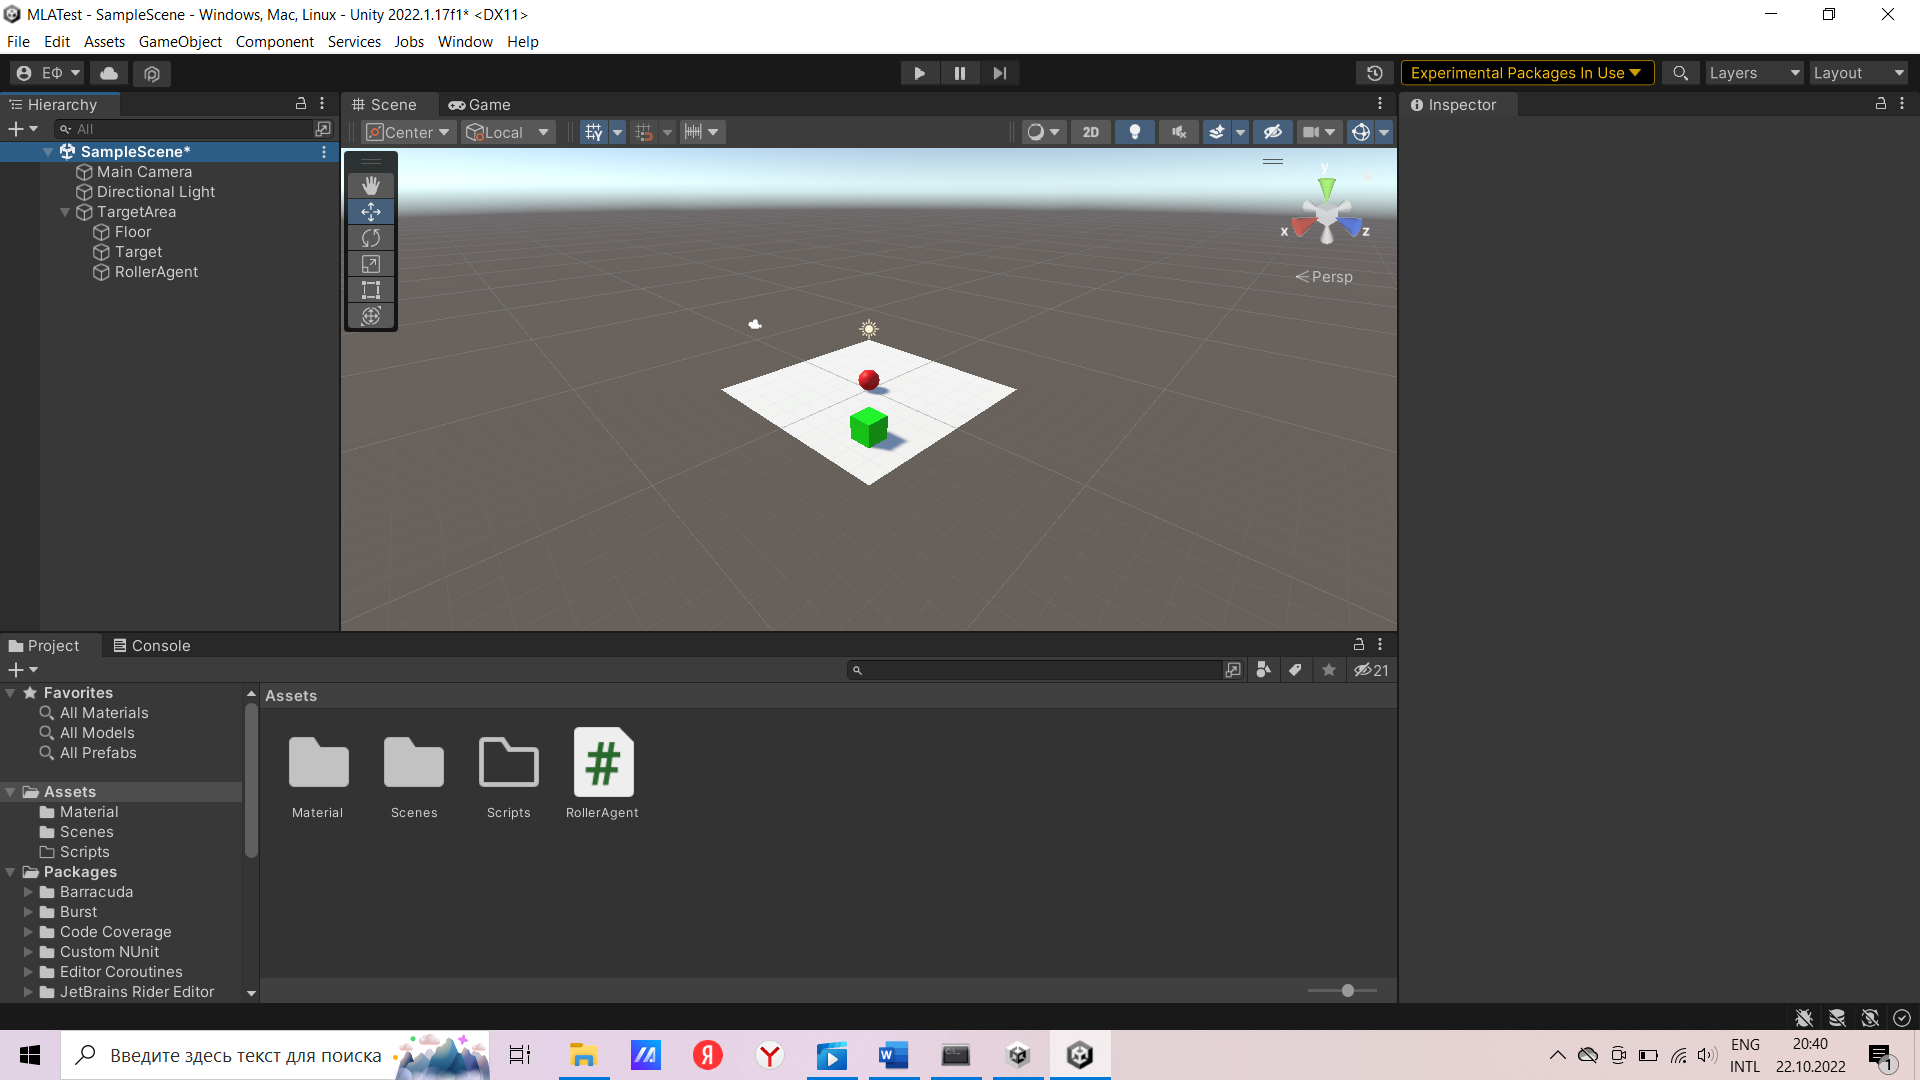 MLATest - SampleScene - Windows, Mac, Linux - Unity 2022.1.17f1* <DX11>
File Edit Assets GameObject Component Services Jobs Window Help
ЕФ Experimental Packages In Use Layers Layout
Hierarchy Scene Game Inspector
All Center Local 2D
SampleScene*
Main Camera
Directional Light
TargetArea
Floor
Target
RollerAgent
y
x z
Persp
Project Console
21
Favorites
All Materials
All Models
All Prefabs
Assets
Material
Scenes
Scripts
Packages
Barracuda
Burst
Code Coverage
Custom NUnit
Editor Coroutines
JetBrains Rider Editor
Assets
#
Material Scenes Scripts RollerAgent
Введите здесь текст для поиска
Я Y W
ENG
INTL
20:40
22.10.2022
1